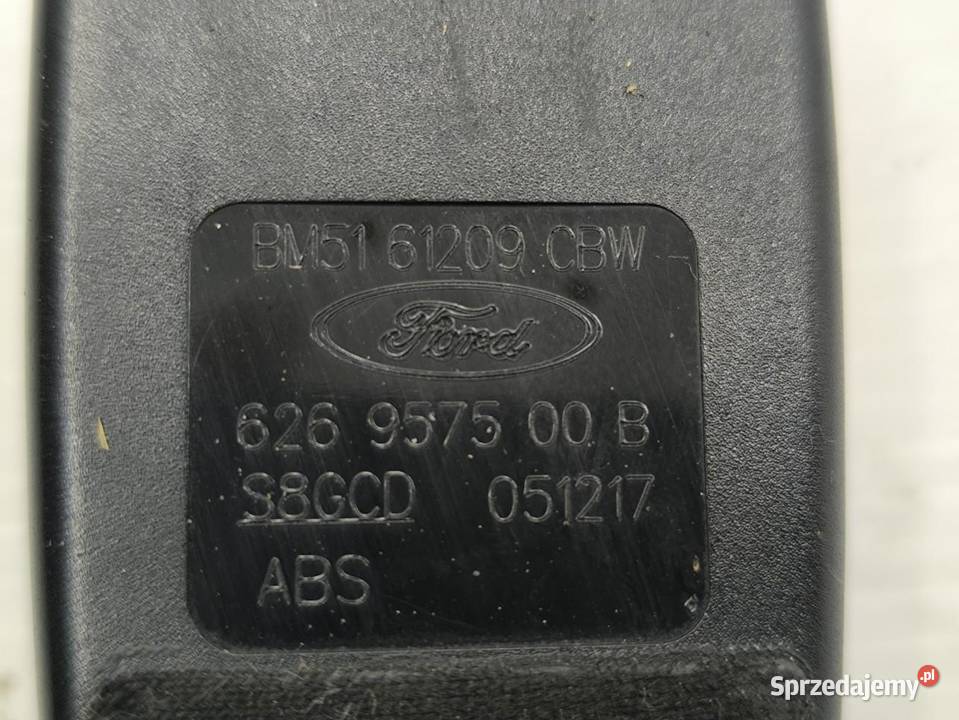 BM51 61209 CBW
Ford
626 9575 00 B
S8GCD 051217
ABS
Sprzedajemy.pl